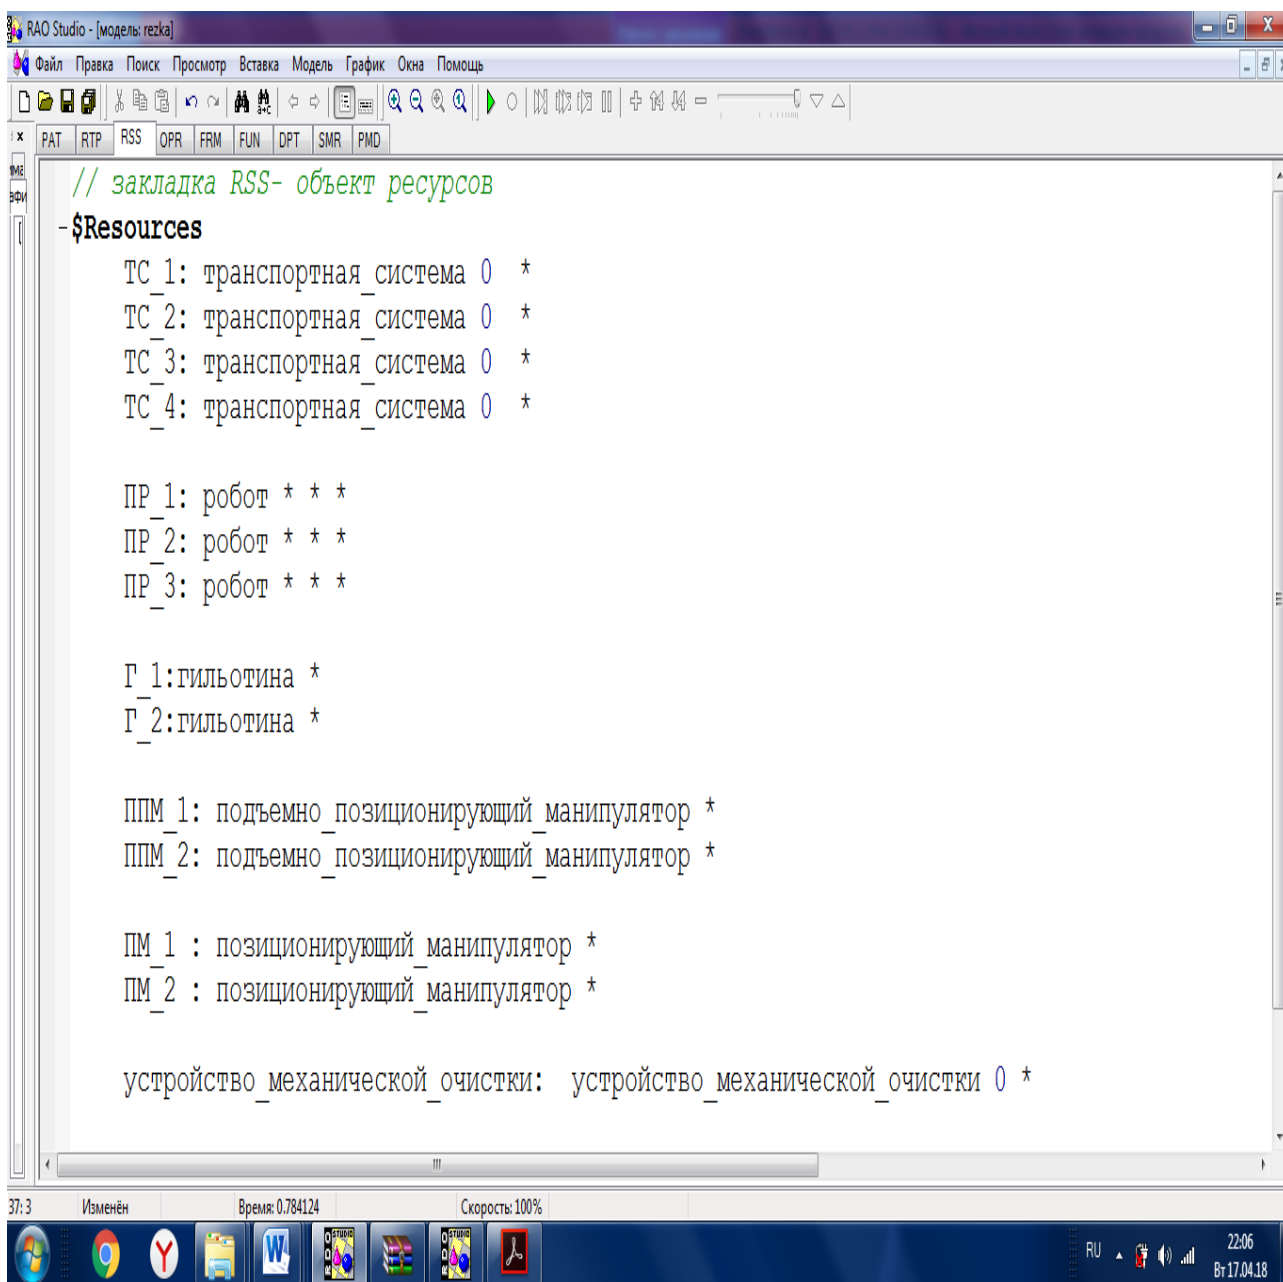 RAO Studio - [модель: rezka]
Файл Правка Поиск Просмотр Вставка Модель График Окна Помощь
PAT RTP RSS OPR FRM FUN DPT SMR PMD
// закладка RSS- объект ресурсов
$Resources
ТС_1: транспортная_система 0 *
ТС_2: транспортная_система 0 *
ТС_3: транспортная_система 0 *
ТС_4: транспортная_система 0 *
ПР_1: робот * * *
ПР_2: робот * * *
ПР_3: робот * * *
Г_1:гильотина *
Г_2:гильотина *
ППМ_1: подъемно_позиционирующий_манипулятор *
ППМ_2: подъемно_позиционирующий_манипулятор *
ПМ_1 : позиционирующий_манипулятор *
ПМ_2 : позиционирующий_манипулятор *
устройство_механической_очистки: устройство_механической_очистки 0 *
37: 3 Изменён Время: 0.784124 Скорость: 100%
RU 22:06
Вт 17.04.18